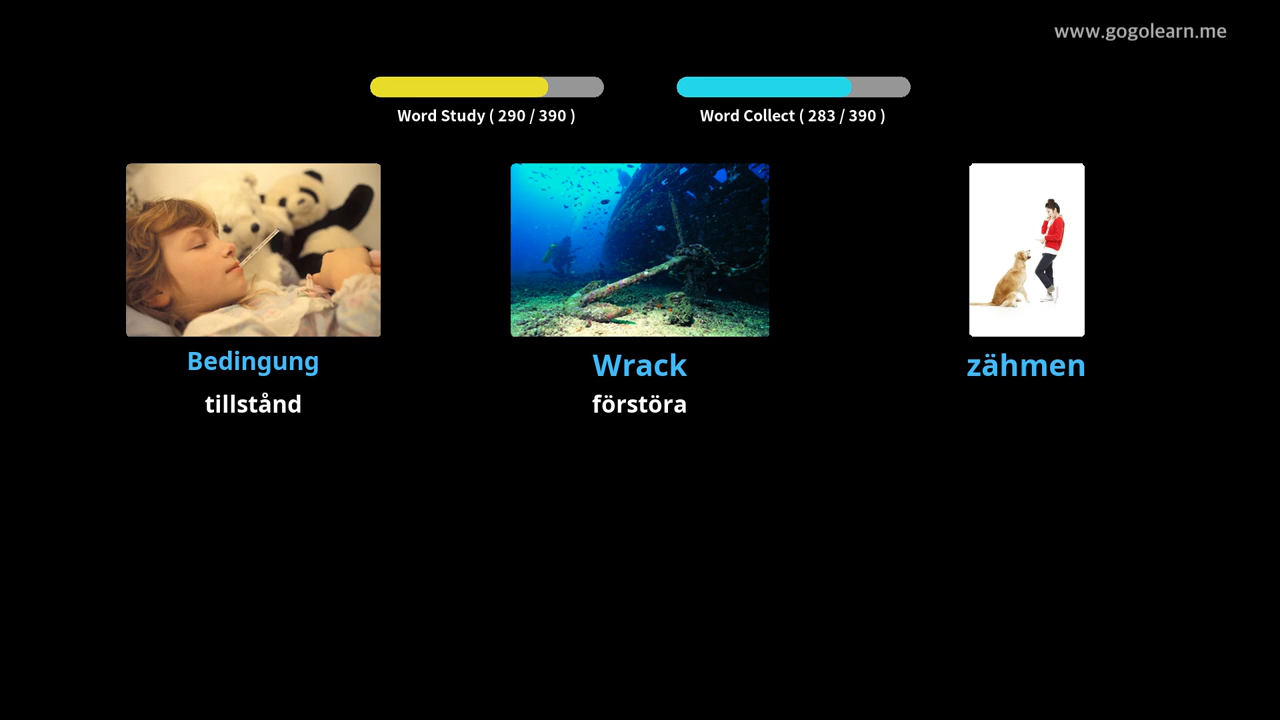 www.gogolearn.me
Word Study ( 290 / 390 )
Word Collect ( 283 / 390 )
Bedingung
Wrack
zähmen
tillstånd
förstöra